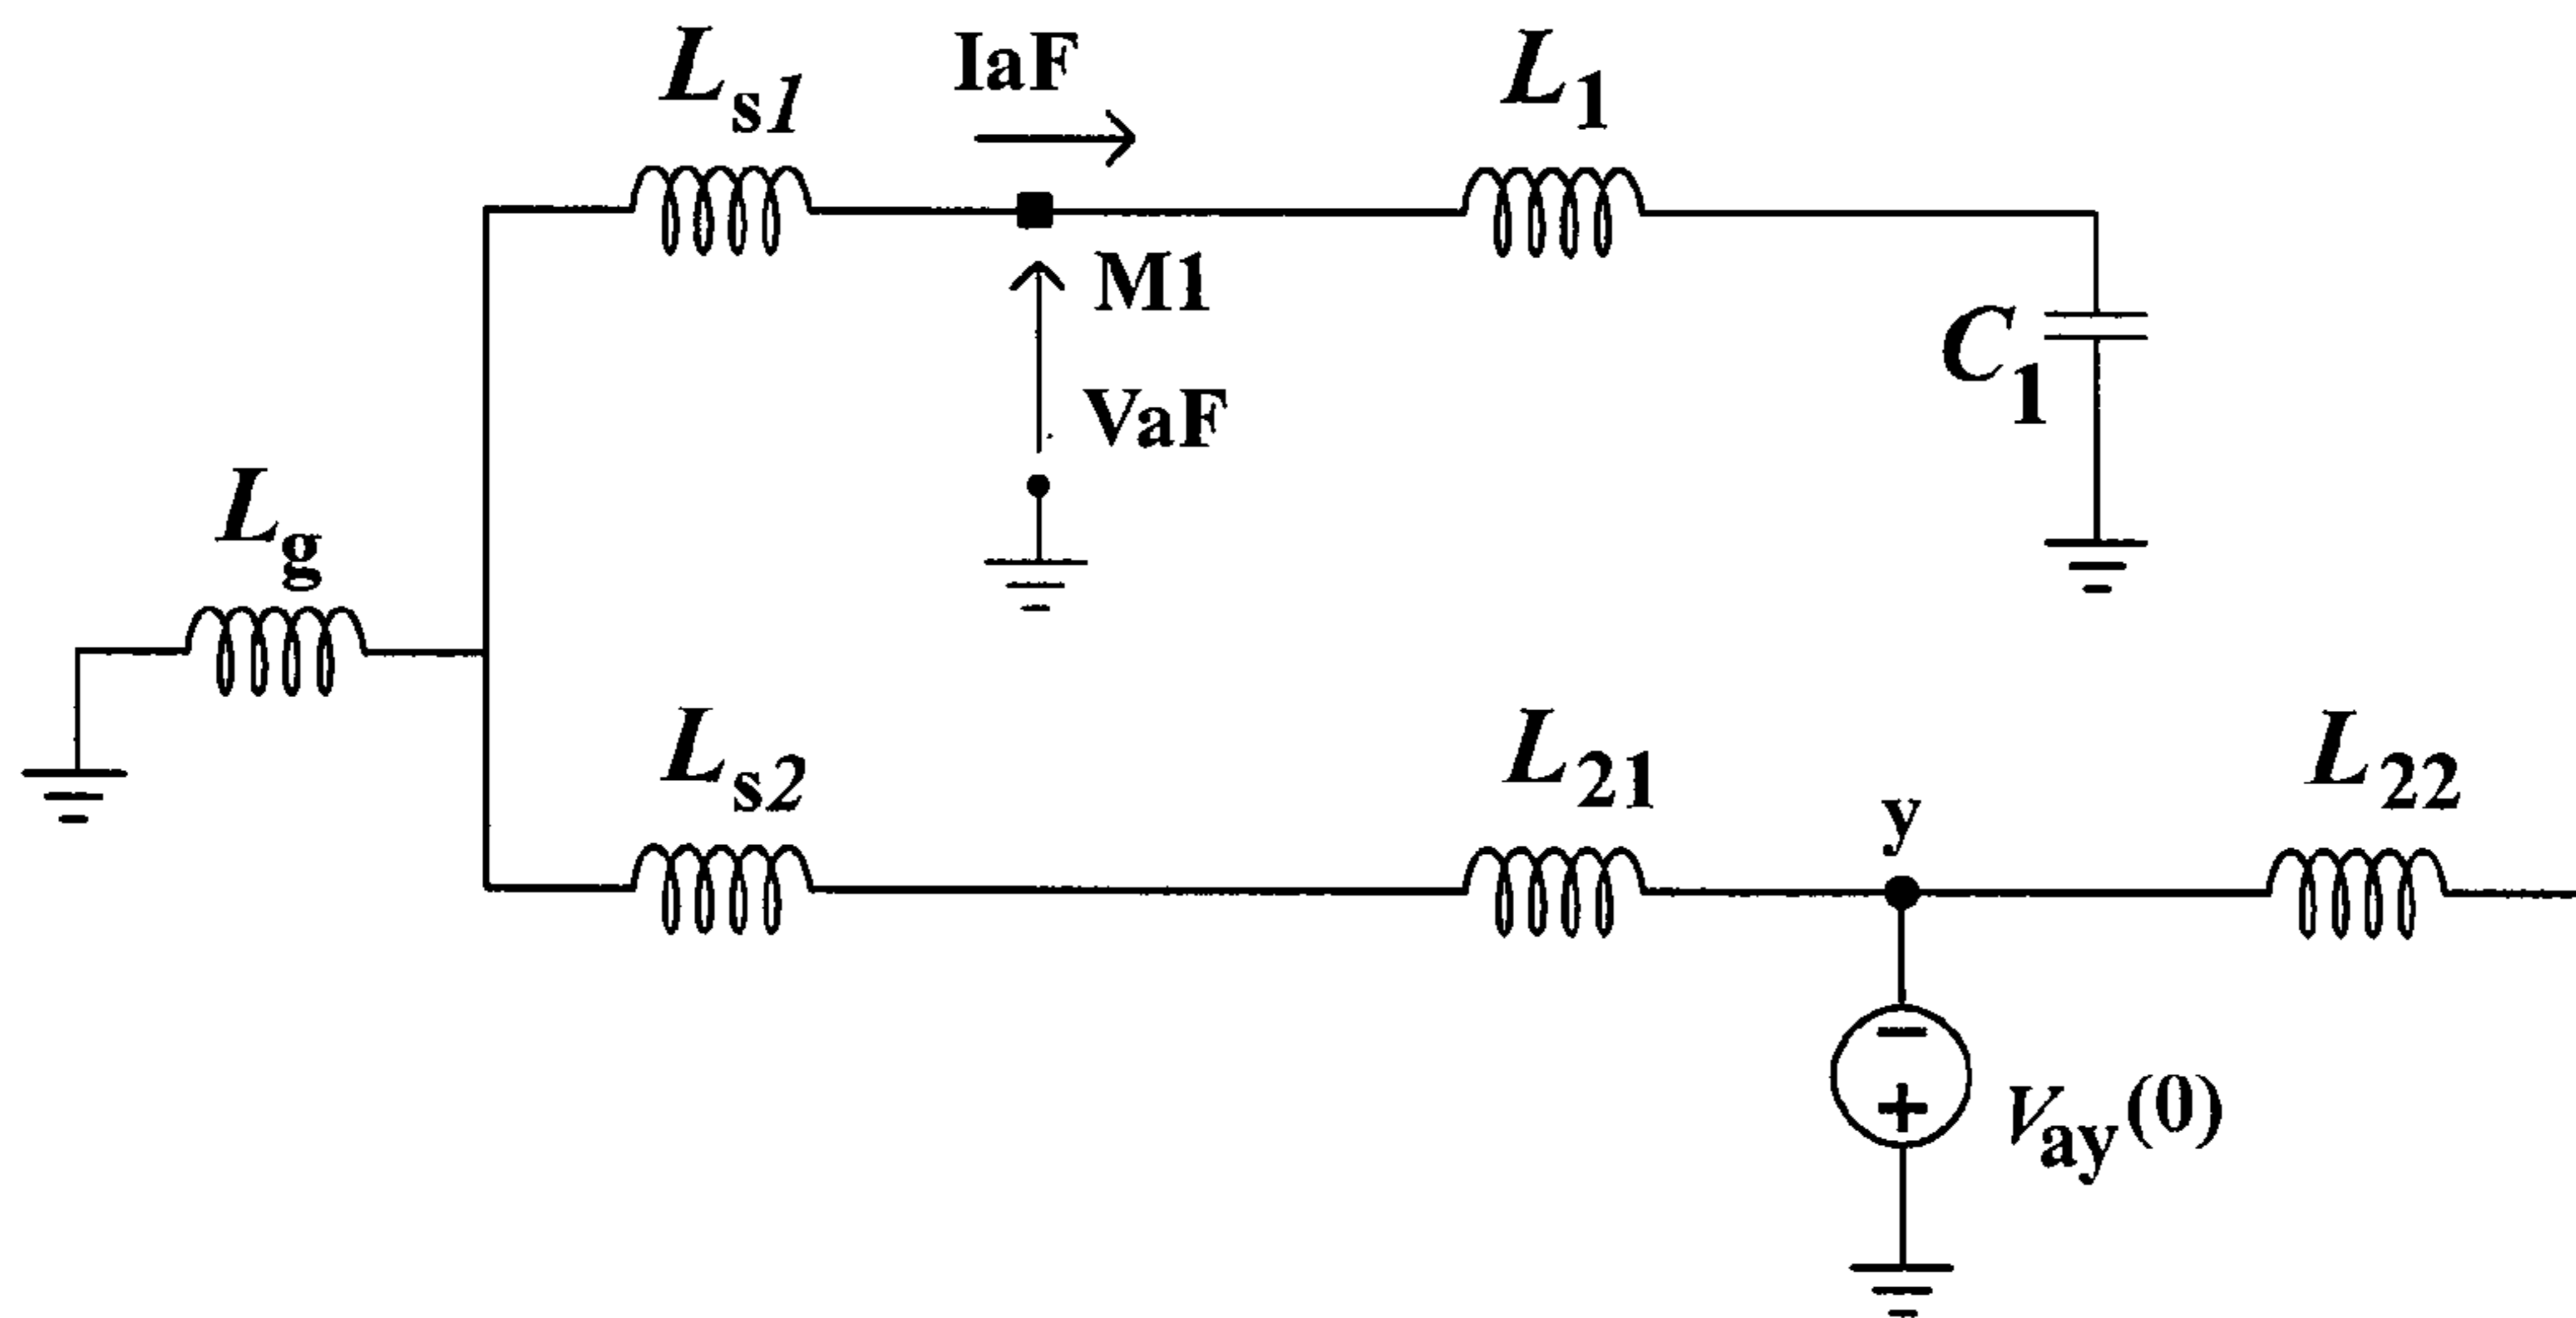 Ls1
IaF
L1
M1
C1
VaF
Lg
Ls2
L21
y
L22
−
+
Vay(0)